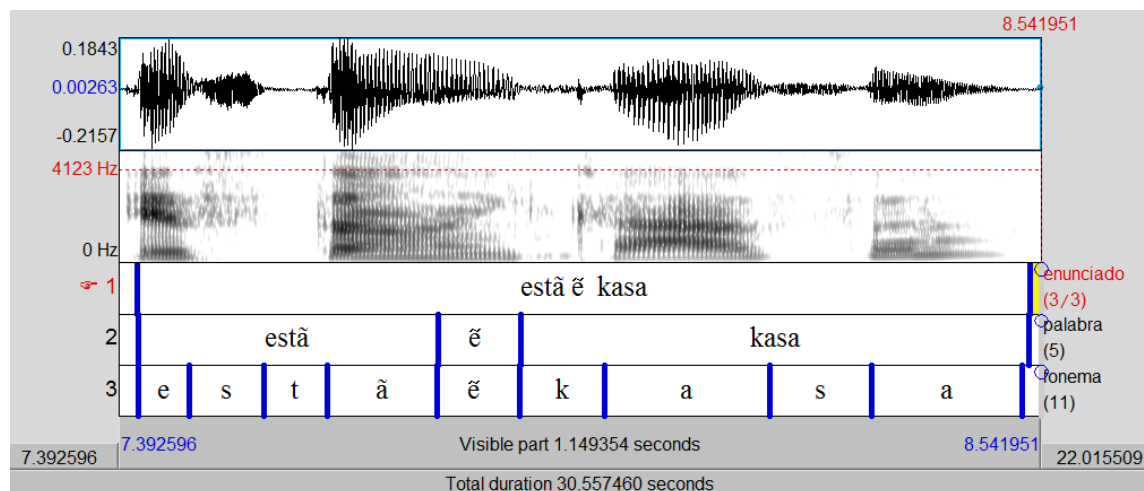 8.541951
0.1843
0.00263
-0.2157
4123 Hz
0 Hz
☞ 1 estã ẽ́ kasa enunciado (3/3)
2 estã ẽ́ kasa palabra (5)
3 e s t ã ẽ k a s a fonema (11)
7.392596 Visible part 1.149354 seconds 8.541951
7.392596 22.015509
Total duration 30.557460 seconds